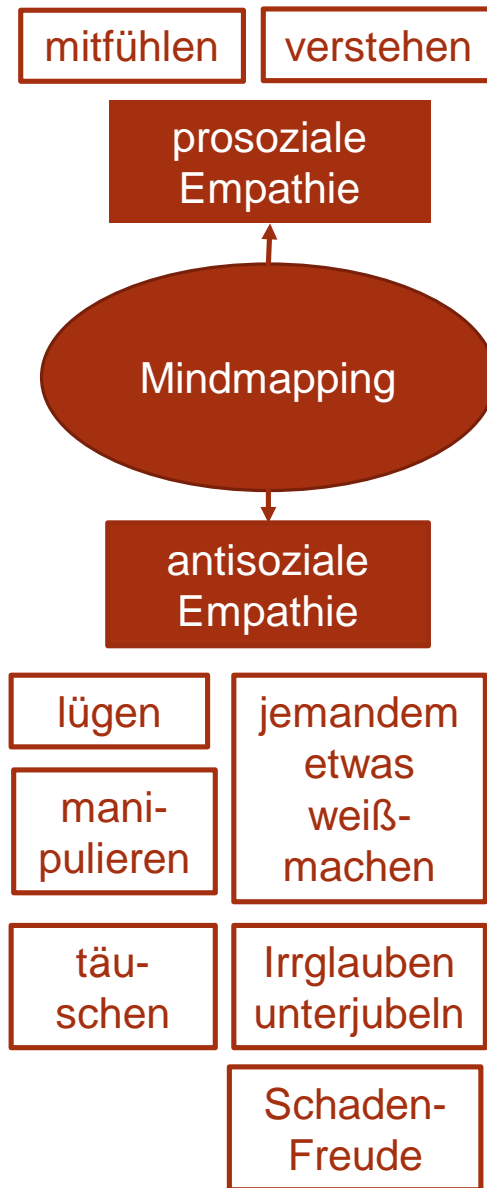 mitfühlen
verstehen
prosoziale
Empathie
Mindmapping
antisoziale
Empathie
lügen
jemandem
etwas
weiß-
machen
mani-
pulieren
täu-
schen
Irrglauben
unterjubeln
Schaden-
Freude